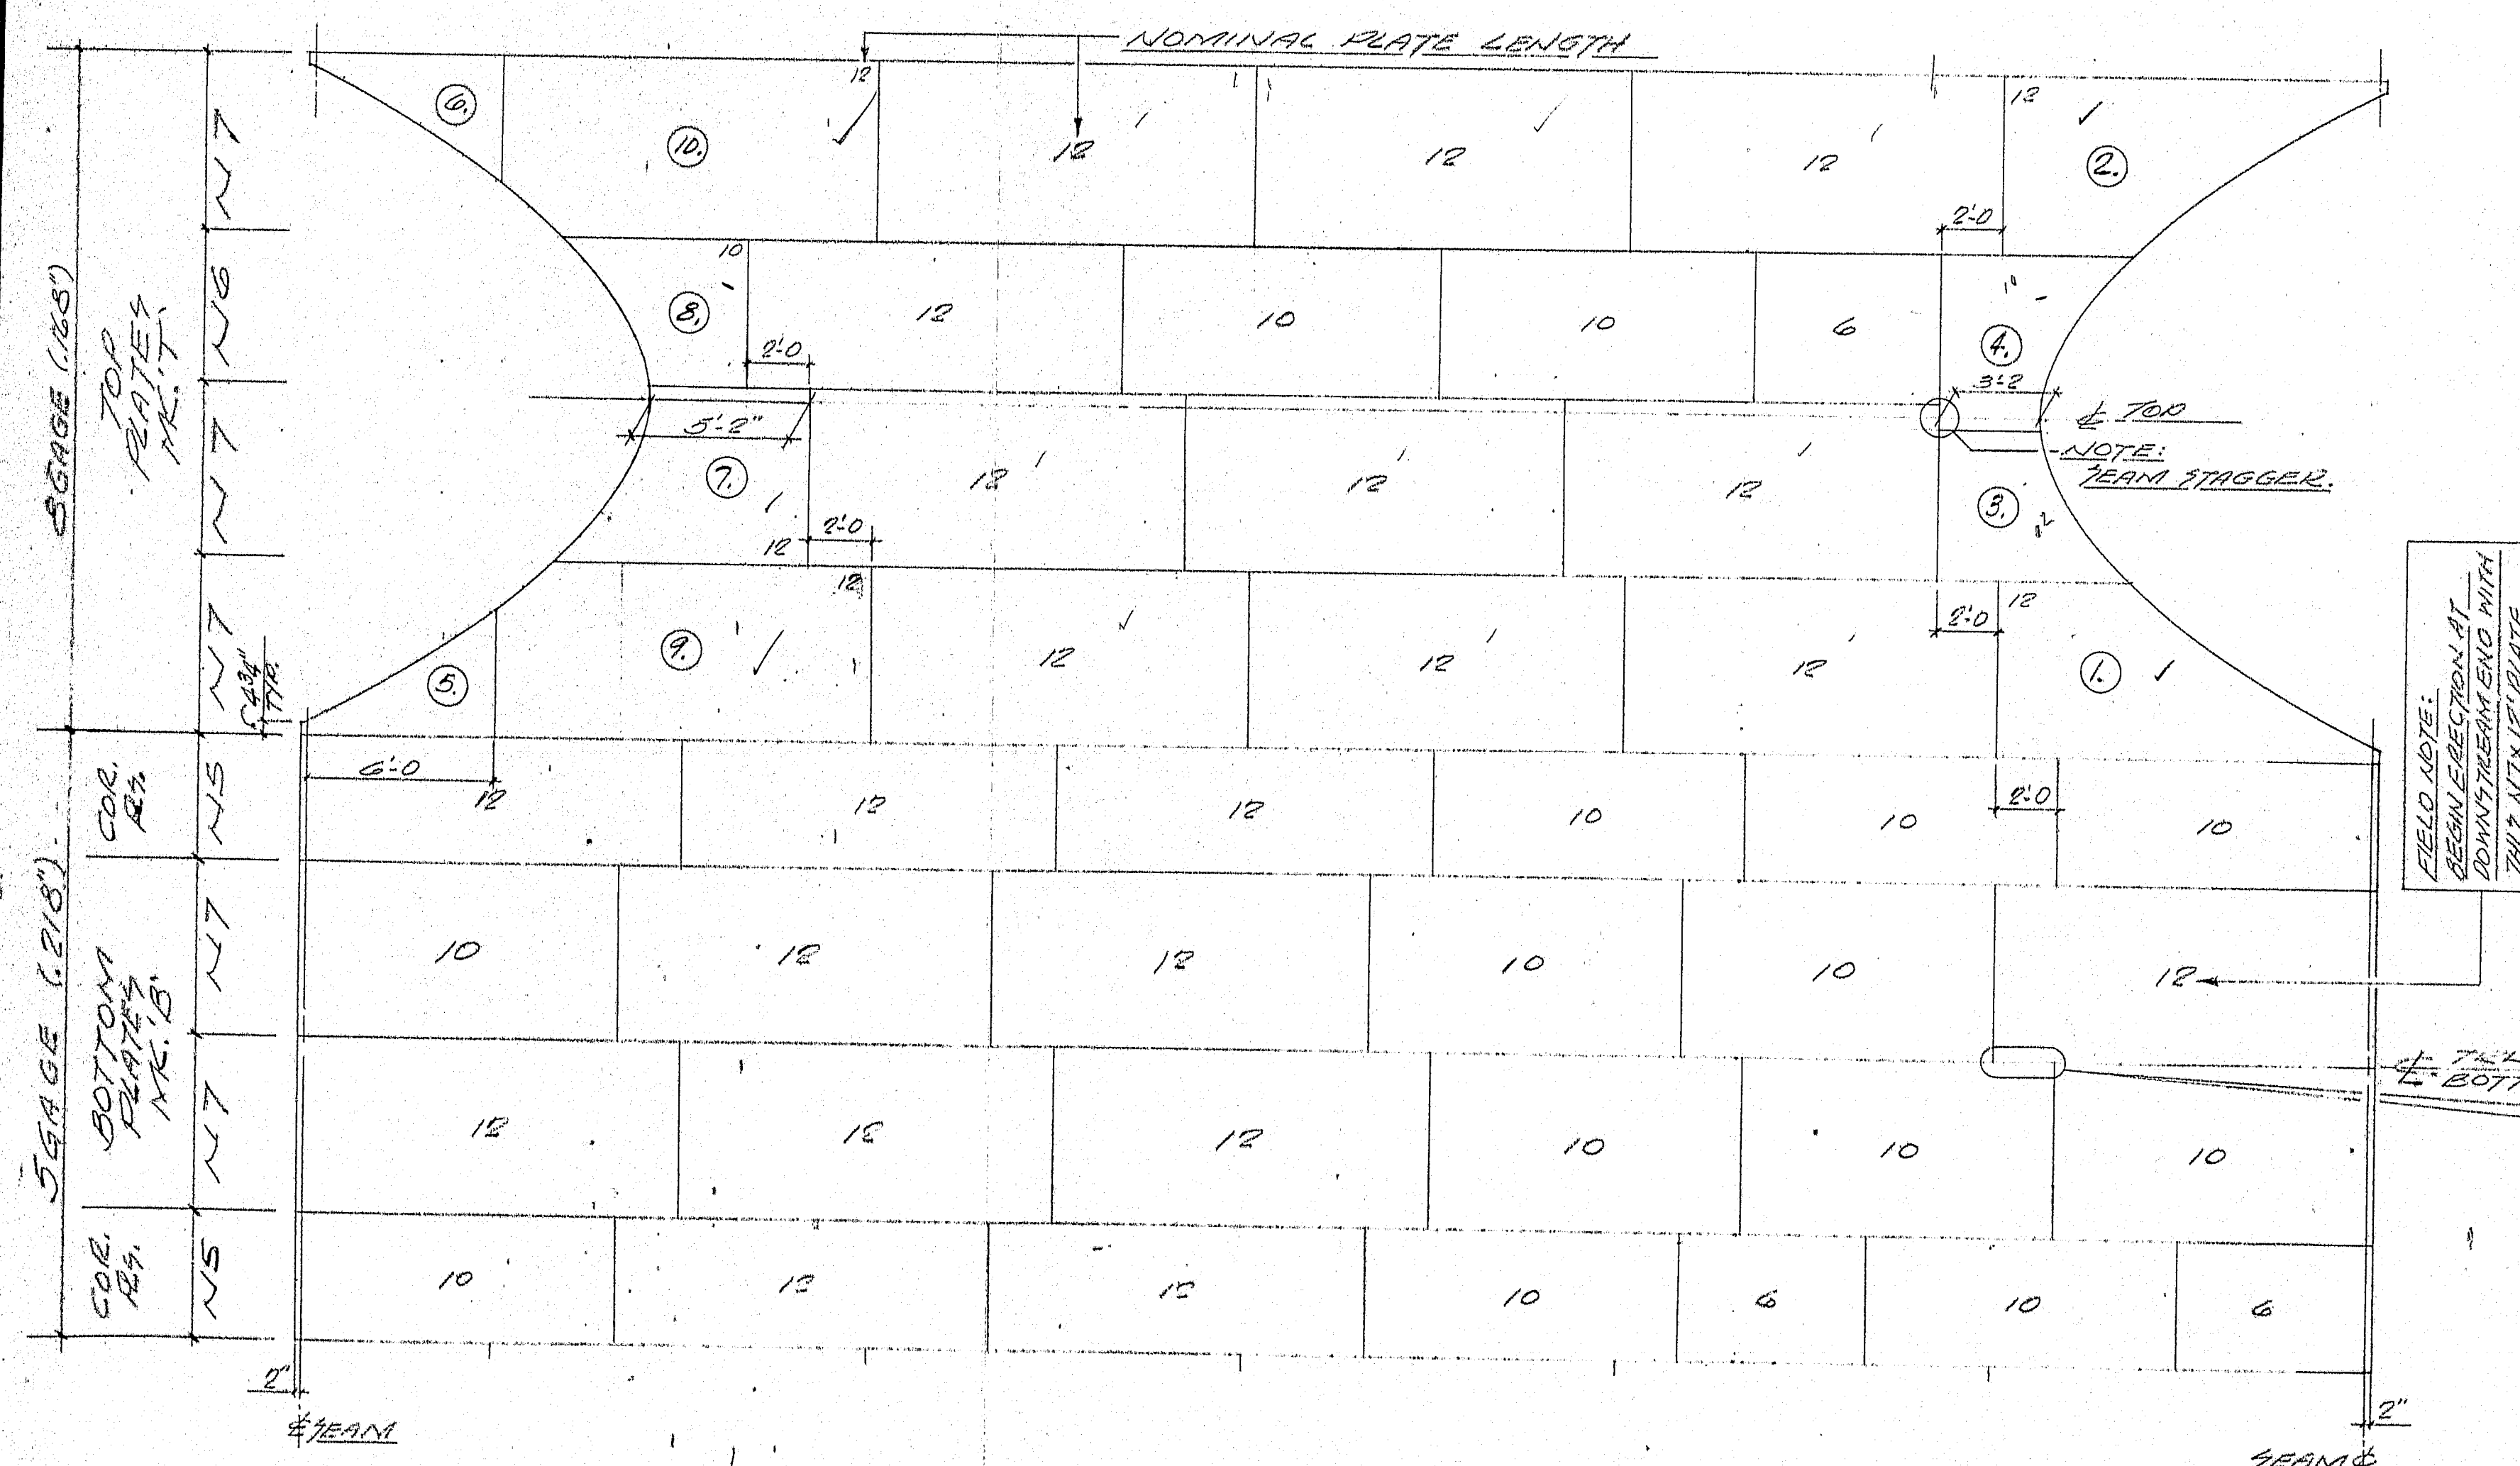 NOMINAL PLATE LENGTH
12
12
6.
10.
12
12
12
2.
2'-0
N7
10
8.
12
10
10
6
4.
2'-0
3'-2
N6
5'-2"
℄ TOP
NOTE:
SEAM STAGGER.
8 GAGE (.168")
TOP
PLATES
MK. 'T'
7.
12
12
12
3.
12
2'-0
N7
12
9.
12
12
12
12
2'-0
1.
5.
N7
4 3/4"
TYP.
6'-0
12
12
12
10
10
2'-0
10
COR.
PLS.
N5
FIELD NOTE:
BEGIN ERECTION AT
DOWNSTREAM END WITH
THIS N7 X 12' PLATE
10
12
12
10
10
12
N7
5 GAGE (.218")
BOTTOM
PLATES
MK. 'B'
12
12
12
10
10
10
N7
℄
10
12
12
10
6
10
6
COR.
PLS.
N5
2"
℄ SEAM
2"
SEAM ℄